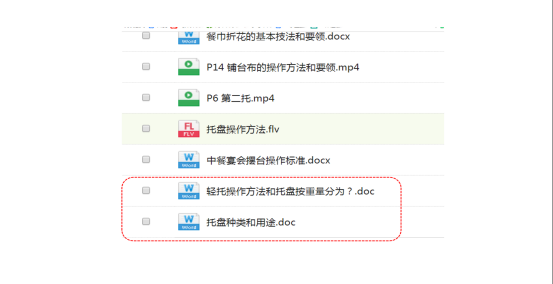 餐巾折花的基本技法和要领.docx
P14 铺台布的操作方法和要领.mp4
P6 第二托.mp4
FL
FLV
托盘操作方法.flv
中餐宴会摆台操作标准.docx
轻托操作方法和托盘按重量分为？.doc
托盘种类和用途.doc